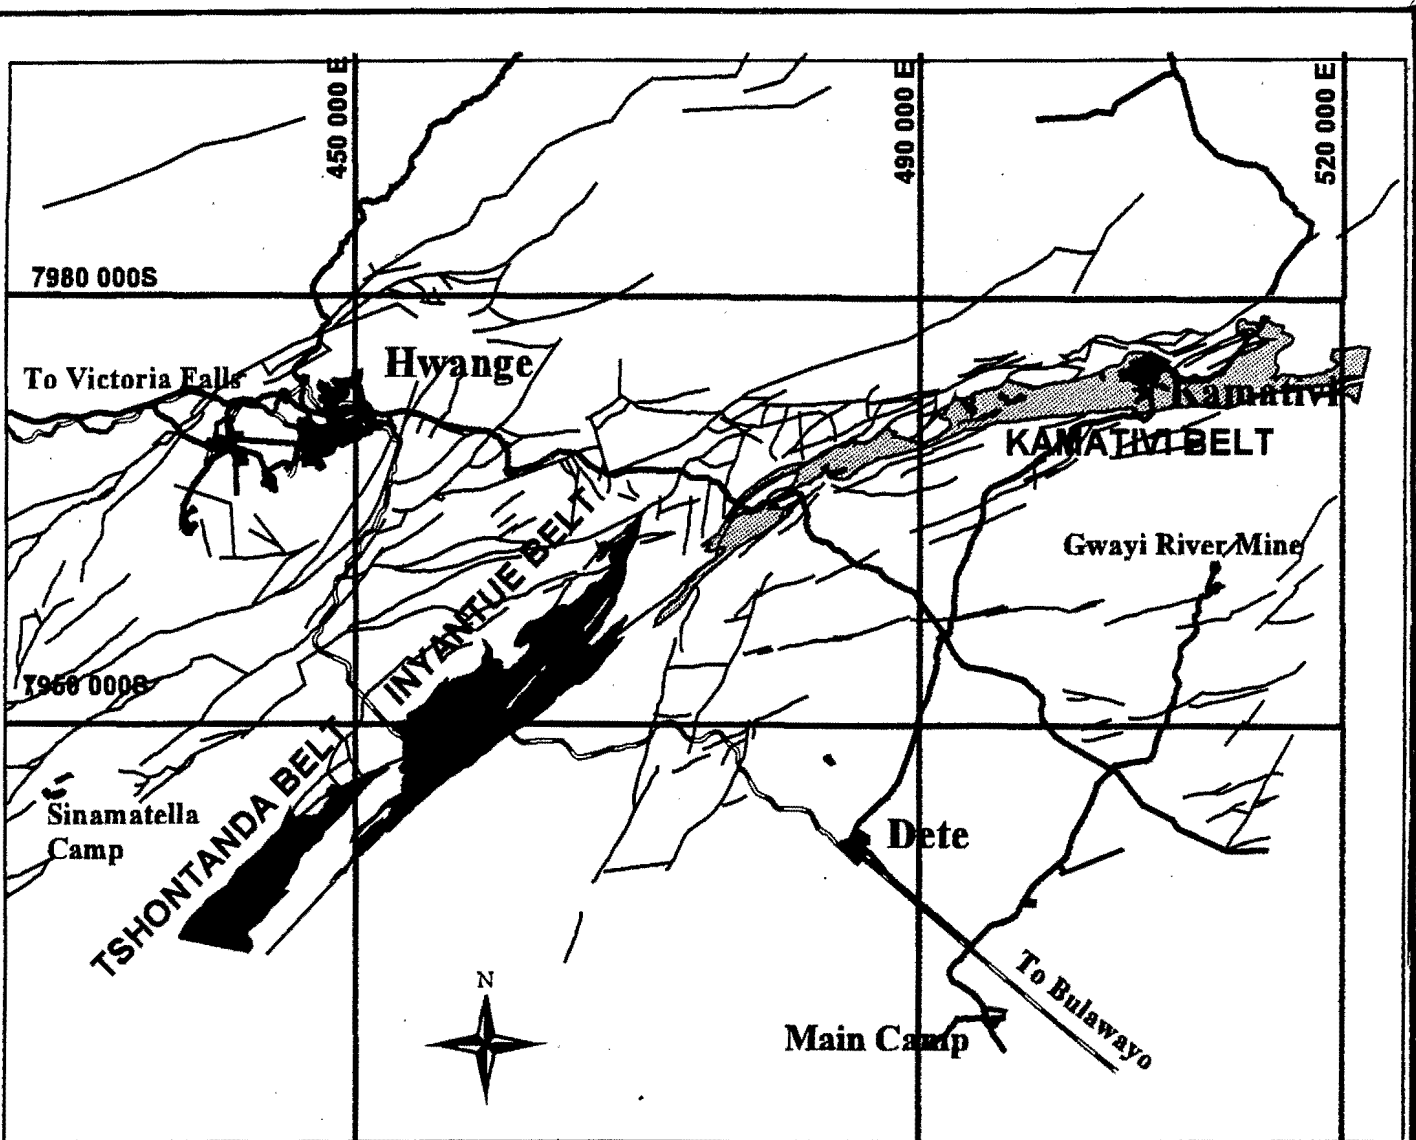 450 000 E
490 000 E
520 000 E
7980 000S
To Victoria Falls
Hwange
Kamativi
KAMATIVI BELT
Gwayi River Mine
INYANTUE BELT
7950 000S
TSHONTANDA BELT
Sinamatella
Camp
Dete
N
To Bulawayo
Main Camp